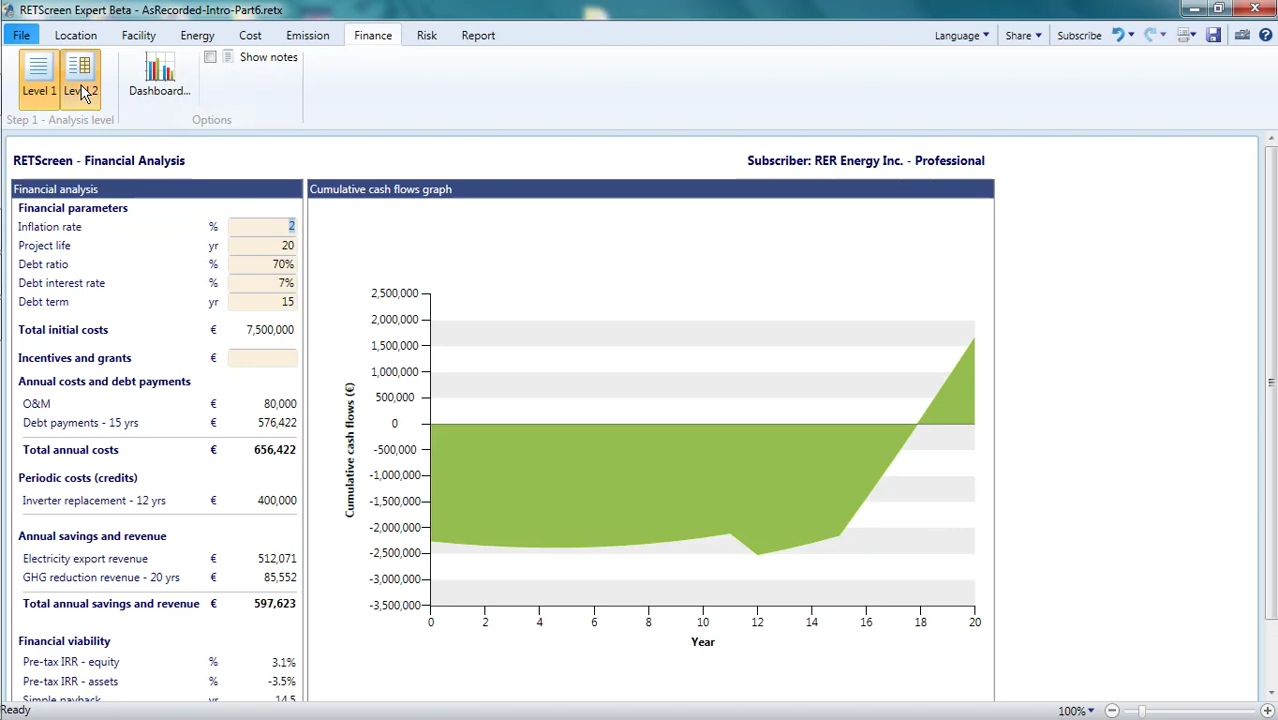 RETScreen Expert Beta - AsRecorded-Intro-Part6.retx
File Location Facility Energy Cost Emission Finance Risk Report Language Share Subscribe
Level 1 Level 2 Dashboard... Show notes
Step 1 - Analysis level Options
RETScreen - Financial Analysis Subscriber: RER Energy Inc. - Professional
Financial analysis
Financial parameters
Inflation rate % 2
Project life yr 20
Debt ratio % 70%
Debt interest rate % 7%
Debt term yr 15
Total initial costs € 7,500,000
Incentives and grants €
Annual costs and debt payments
O&M € 80,000
Debt payments - 15 yrs € 576,422
Total annual costs € 656,422
Periodic costs (credits)
Inverter replacement - 12 yrs € 400,000
Annual savings and revenue
Electricity export revenue € 512,071
GHG reduction revenue - 20 yrs € 85,552
Total annual savings and revenue € 597,623
Financial viability
Pre-tax IRR - equity % 3.1%
Pre-tax IRR - assets % -3.5%
Simple payback yr 14.5
Cumulative cash flows graph
Cumulative cash flows (€)
2,500,000
2,000,000
1,500,000
1,000,000
500,000
0
-500,000
-1,000,000
-1,500,000
-2,000,000
-2,500,000
-3,000,000
-3,500,000
0 2 4 6 8 10 12 14 16 18 20
Year
Ready 100%